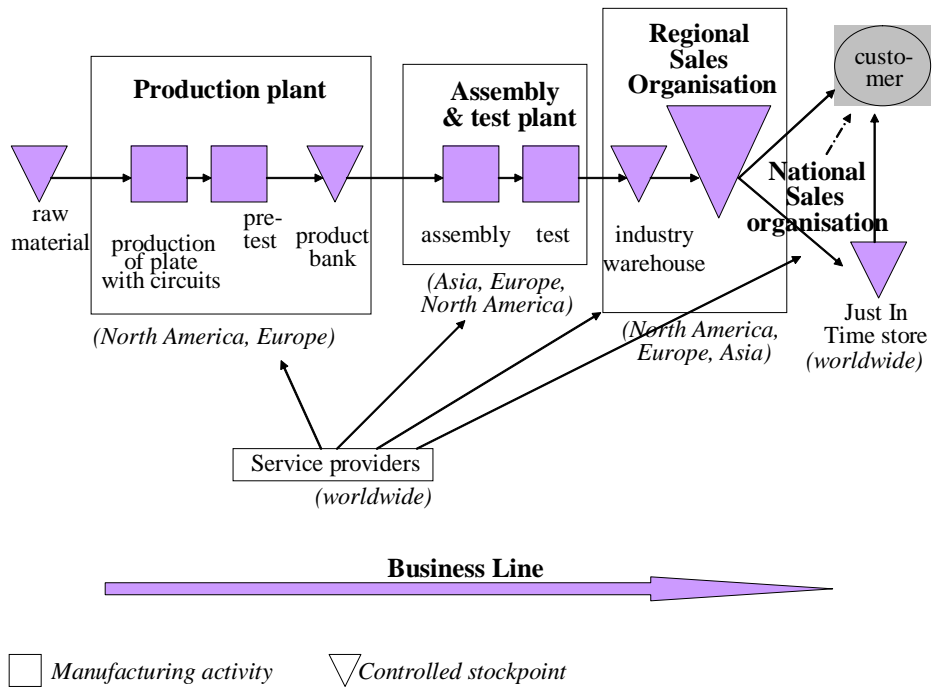 Production plant
Assembly
& test plant
Regional
Sales
Organisation
custo-
mer
National
Sales
organisation
raw
material
production
of plate
with circuits
pre-
test
product
bank
assembly
test
industry
warehouse
Just In
Time store
(worldwide)
(North America, Europe)
(Asia, Europe,
North America)
(North America,
Europe, Asia)
Service providers
(worldwide)
Business Line
Manufacturing activity
Controlled stockpoint